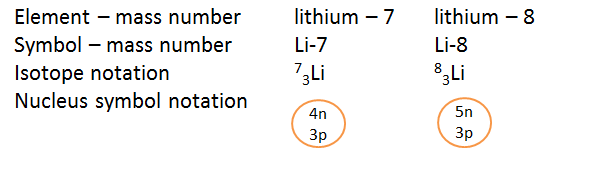 Element – mass number lithium – 7 lithium – 8
Symbol – mass number Li-7 Li-8
Isotope notation ⁷₃Li ⁸₃Li
Nucleus symbol notation
4n 5n
3p 3p